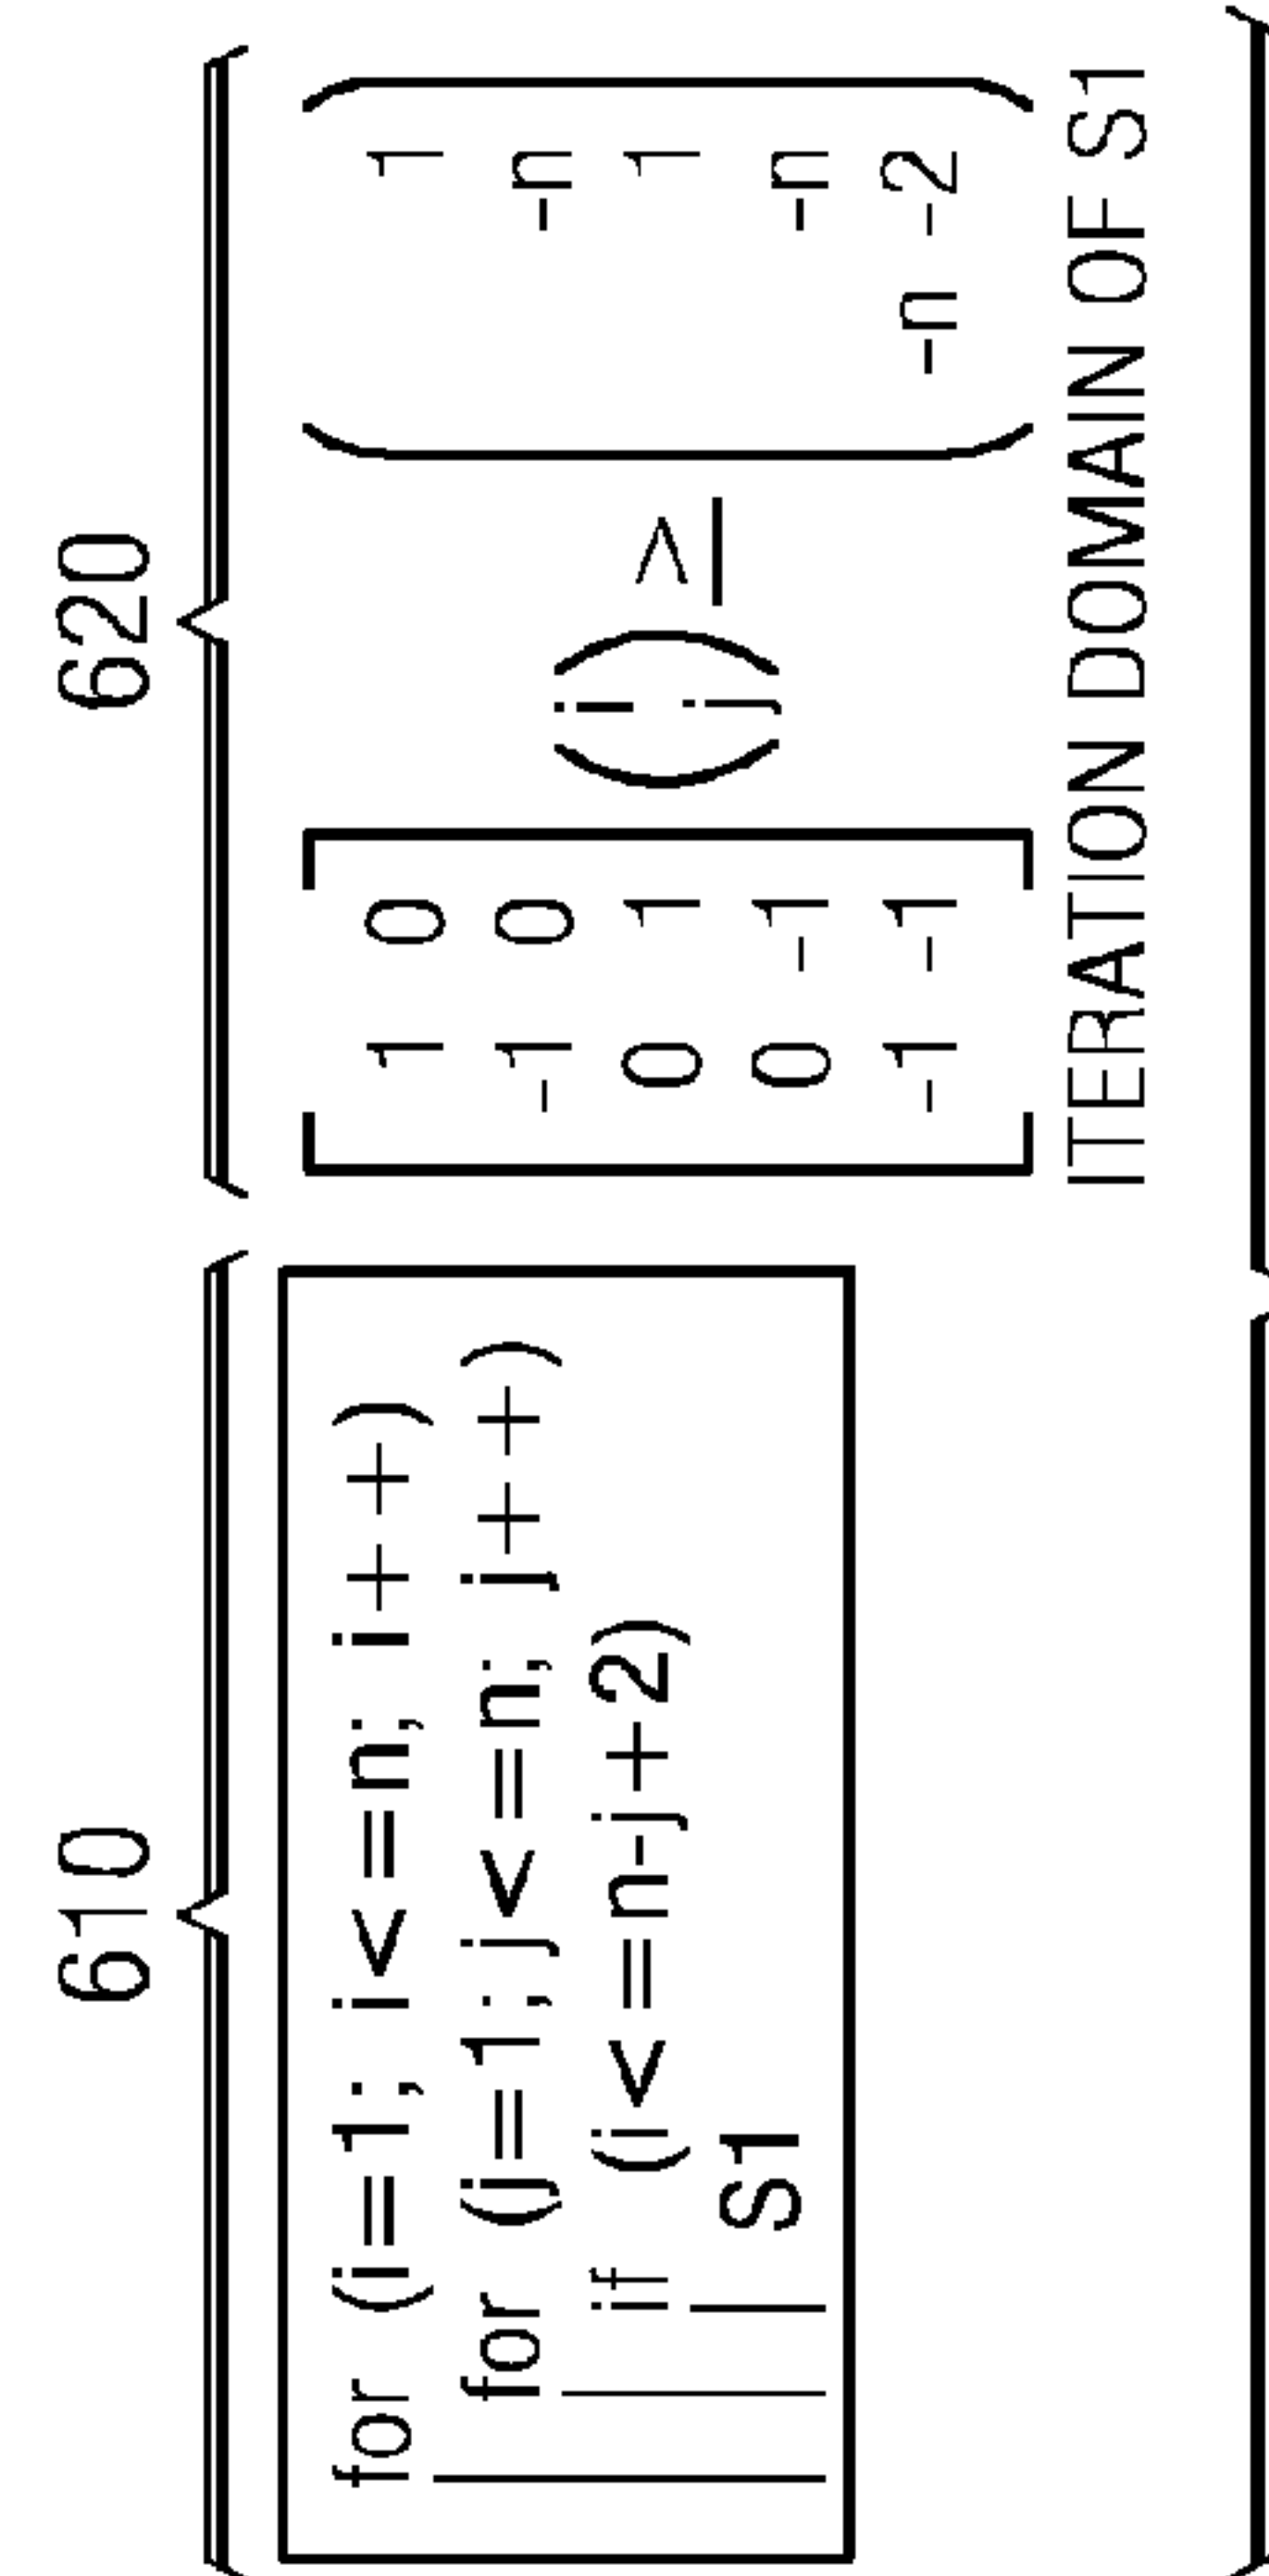 610
for (i=1; i<=n; i++)
for (j=1; j<=n; j++)
if (i<=n-j+2)
S1
620
1 0
-1 0
0 1
0 -1
-1 -1
i
j
≥
1
-n
1
-n
-n -2
ITERATION DOMAIN OF S1